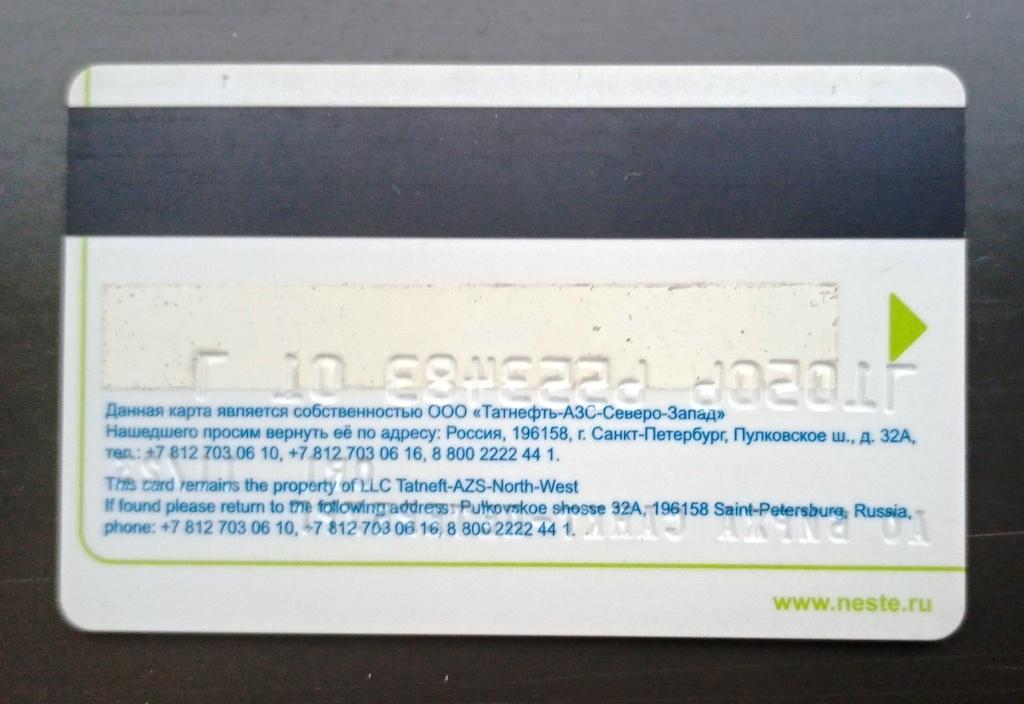 Данная карта является собственностью ООО «Татнефть-АЗС-Северо-Запад»
Нашедшего просим вернуть её по адресу: Россия, 196158, г. Санкт-Петербург, Пулковское ш., д. 32А,
тел.: +7 812 703 06 10, +7 812 703 06 16, 8 800 2222 44 1.
This card remains the property of LLC Tatneft-AZS-North-West
If found please return to the following address: Pulkovskoe shosse 32A, 196158 Saint-Petersburg, Russia,
phone: +7 812 703 06 10, +7 812 703 06 16, 8 800 2222 44 1.
www.neste.ru